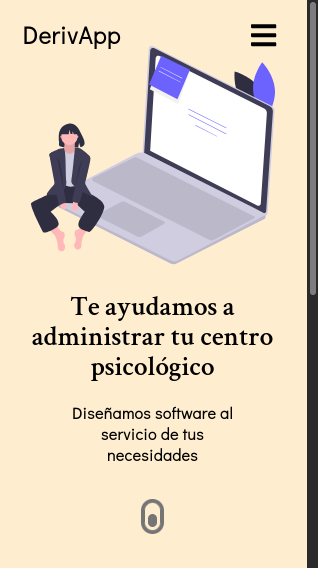 DerivApp
Te ayudamos a
administrar tu centro
psicológico
Diseñamos software al
servicio de tus
necesidades